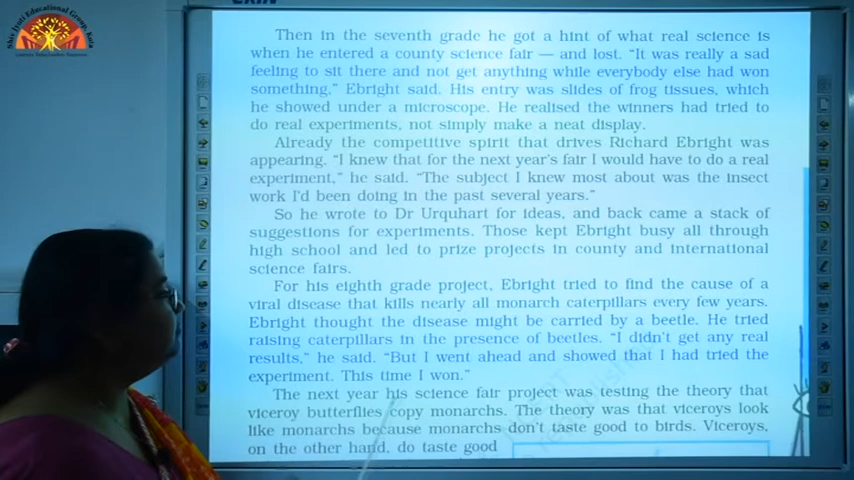 Shiv Jyoti Educational Group, Kota
Then in the seventh grade he got a hint of what real science is
when he entered a county science fair — and lost. “It was really a sad
feeling to sit there and not get anything while everybody else had won
something,” Ebright said. His entry was slides of frog tissues, which
he showed under a microscope. He realised the winners had tried to
do real experiments, not simply make a neat display.
Already the competitive spirit that drives Richard Ebright was
appearing. “I knew that for the next year’s fair I would have to do a real
experiment,” he said. “The subject I knew most about was the insect
work I’d been doing in the past several years.”
So he wrote to Dr Urquhart for ideas, and back came a stack of
suggestions for experiments. Those kept Ebright busy all through
high school and led to prize projects in county and international
science fairs.
For his eighth grade project, Ebright tried to find the cause of a
viral disease that kills nearly all monarch caterpillars every few years.
Ebright thought the disease might be carried by a beetle. He tried
raising caterpillars in the presence of beetles. “I didn’t get any real
results,” he said. “But I went ahead and showed that I had tried the
experiment. This time I won.”
The next year his science fair project was testing the theory that
viceroy butterflies copy monarchs. The theory was that viceroys look
like monarchs because monarchs don’t taste good to birds. Viceroys,
on the other hand, do taste good